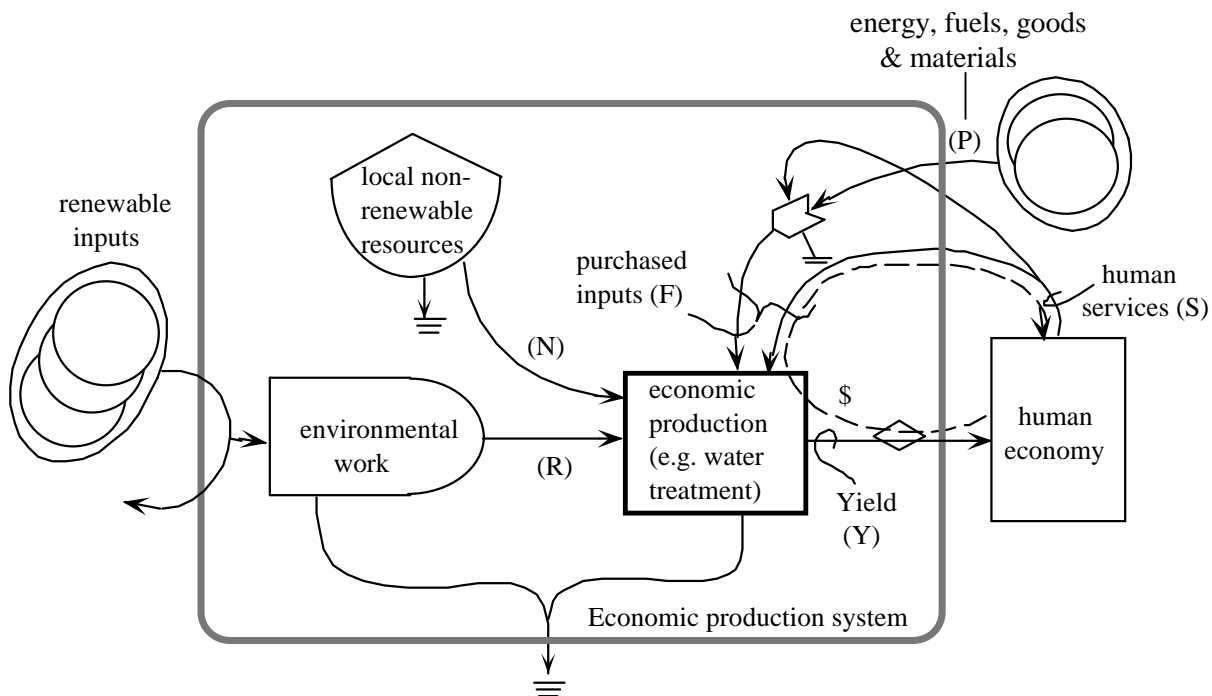 energy, fuels, goods
& materials
(P)
local non-
renewable
resources
renewable
inputs
purchased
inputs (F)
human
services (S)
(N)
economic
production
(e.g. water
treatment)
$
environmental
work
(R)
human
economy
Yield
(Y)
Economic production system